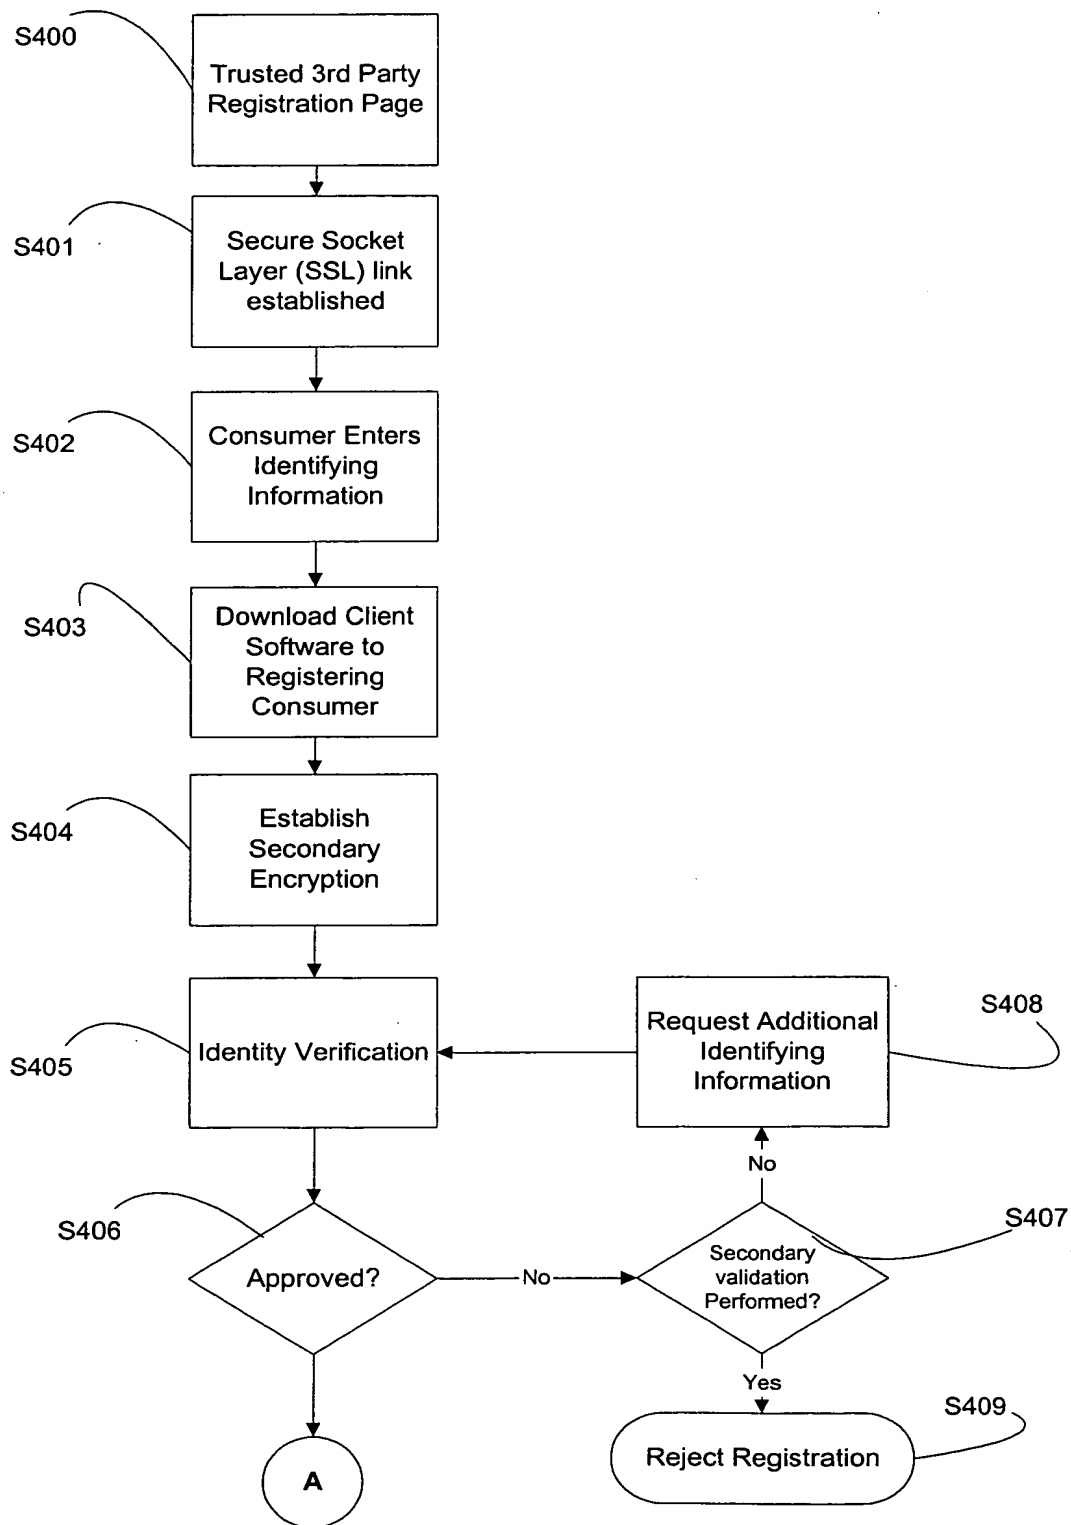 S400
Trusted 3rd Party
Registration Page
S401
Secure Socket
Layer (SSL) link
established
S402
Consumer Enters
Identifying
Information
S403
Download Client
Software to
Registering
Consumer
S404
Establish
Secondary
Encryption
S405
Identity Verification
Request Additional
Identifying
Information
S408
No
S406
Approved?
No
Secondary
validation
Performed?
S407
Yes
A
Reject Registration
S409